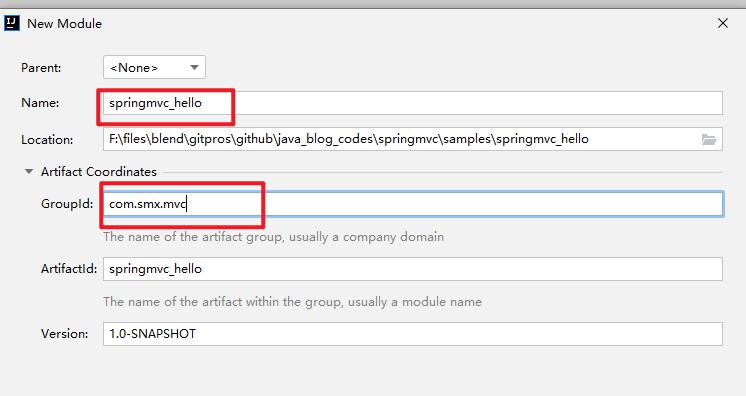 New Module
Parent: <None>
Name: springmvc_hello
Location: F:\files\blend\gitpros\github\java_blog_codes\springmvc\samples\springmvc_hello
Artifact Coordinates
GroupId: com.smx.mvc
The name of the artifact group, usually a company domain
ArtifactId: springmvc_hello
The name of the artifact within the group, usually a module name
Version: 1.0-SNAPSHOT